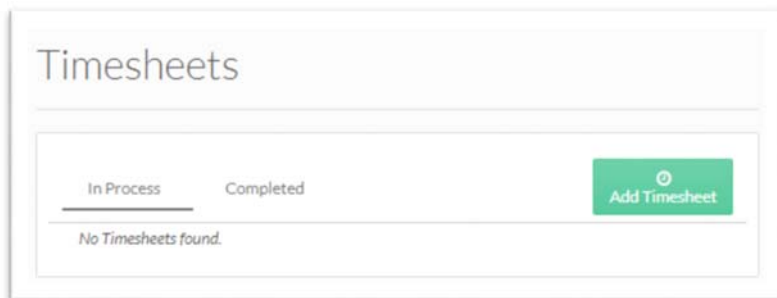 Timesheets
In Process
Completed
Add Timesheet
No Timesheets found.